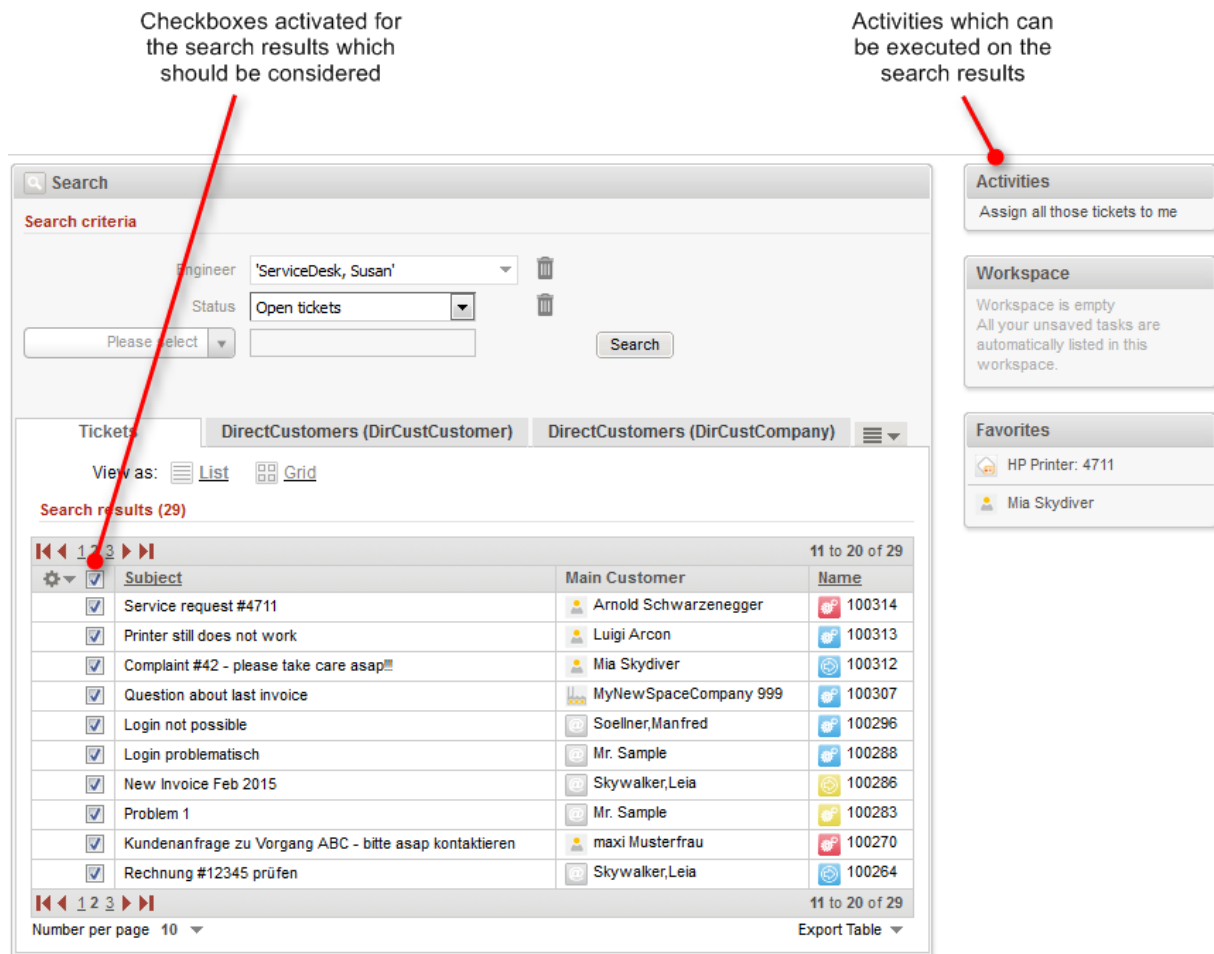 Checkboxes activated for
the search results which
should be considered
Activities which can
be executed on the
search results
Search
Search criteria
Engineer 'ServiceDesk, Susan'
Status Open tickets
Please select Search
Tickets DirectCustomers (DirCustCustomer) DirectCustomers (DirCustCompany)
View as: List Grid
Search results (29)
1 2 3 11 to 20 of 29
Subject Main Customer Name
Service request #4711 Arnold Schwarzenegger 100314
Printer still does not work Luigi Arcon 100313
Complaint #42 - please take care asap!!! Mia Skydiver 100312
Question about last invoice MyNewSpaceCompany 999 100307
Login not possible Soellner,Manfred 100296
Login problematisch Mr. Sample 100288
New Invoice Feb 2015 Skywalker,Leia 100286
Problem 1 Mr. Sample 100283
Kundenanfrage zu Vorgang ABC - bitte asap kontaktieren maxi Musterfrau 100270
Rechnung #12345 prüfen Skywalker,Leia 100264
1 2 3 11 to 20 of 29
Number per page 10 Export Table
Activities
Assign all those tickets to me
Workspace
Workspace is empty
All your unsaved tasks are
automatically listed in this
workspace.
Favorites
HP Printer: 4711
Mia Skydiver